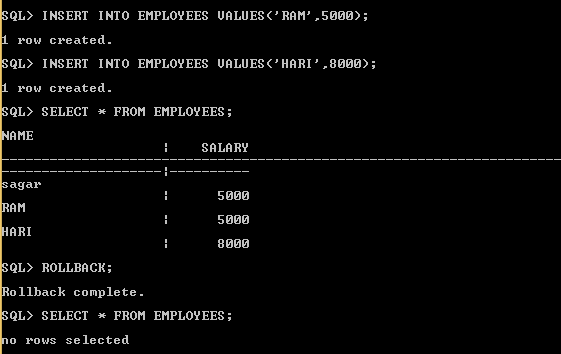 SQL> INSERT INTO EMPLOYEES VALUES('RAM',5000);
1 row created.
SQL> INSERT INTO EMPLOYEES VALUES('HARI',8000);
1 row created.
SQL> SELECT * FROM EMPLOYEES;
NAME
¦ SALARY
----------------------------------------------------------------------
--------------------¦----------
sagar
¦ 5000
RAM
¦ 5000
HARI
¦ 8000
SQL> ROLLBACK;
Rollback complete.
SQL> SELECT * FROM EMPLOYEES;
no rows selected